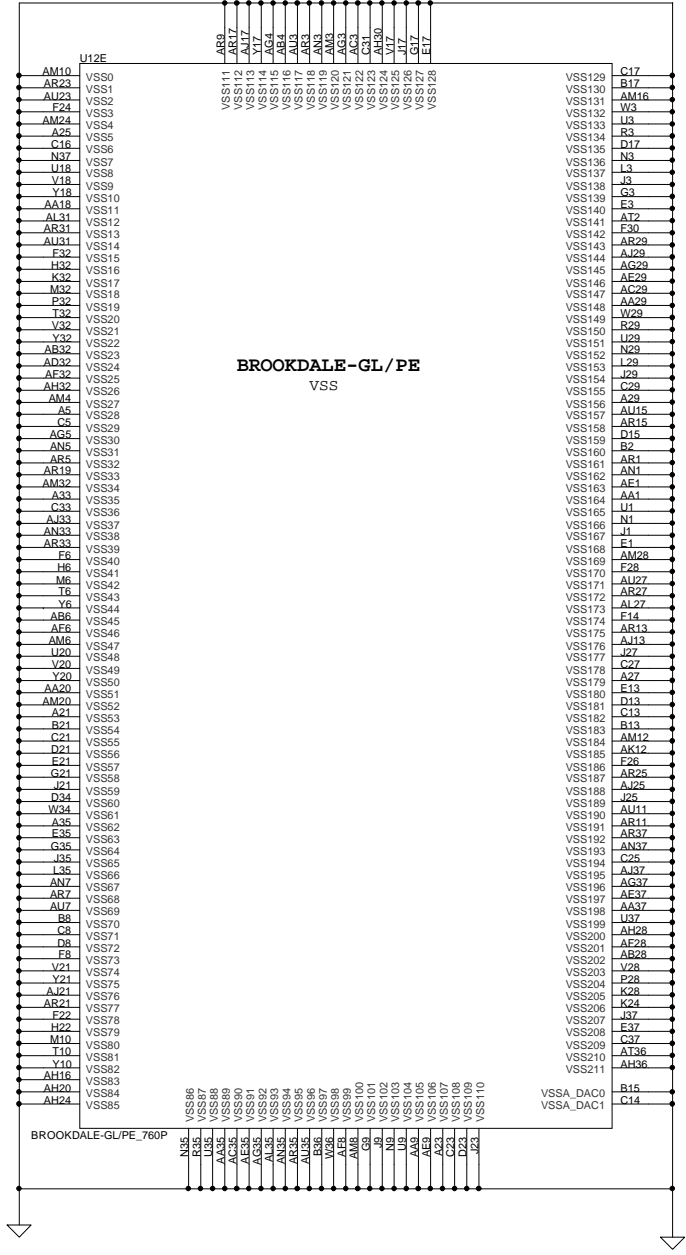 U12E
AR9 VSS111
AR17 VSS112
AJ17 VSS113
Y17 VSS114
AG4 VSS115
AB4 VSS116
AU3 VSS117
AR3 VSS118
AN3 VSS119
AM3 VSS120
AG3 VSS121
AC3 VSS122
C31 VSS123
AH30 VSS124
V17 VSS125
J17 VSS126
G17 VSS127
E17 VSS128
AM10 VSS0
AR23 VSS1
AU23 VSS2
F24 VSS3
AM24 VSS4
A25 VSS5
C16 VSS6
N37 VSS7
U18 VSS8
V18 VSS9
Y18 VSS10
AA18 VSS11
AL31 VSS12
AR31 VSS13
AU31 VSS14
F32 VSS15
H32 VSS16
K32 VSS17
M32 VSS18
P32 VSS19
T32 VSS20
V32 VSS21
Y32 VSS22
AB32 VSS23
AD32 VSS24
AF32 VSS25
AH32 VSS26
AM4 VSS27
A5 VSS28
C5 VSS29
AG5 VSS30
AN5 VSS31
AR5 VSS32
AR19 VSS33
AM32 VSS34
A33 VSS35
C33 VSS36
AJ33 VSS37
AN33 VSS38
AR33 VSS39
F6 VSS40
H6 VSS41
M6 VSS42
T6 VSS43
Y6 VSS44
AB6 VSS45
AF6 VSS46
AM6 VSS47
U20 VSS48
V20 VSS49
Y20 VSS50
AA20 VSS51
AM20 VSS52
A21 VSS53
B21 VSS54
C21 VSS55
D21 VSS56
E21 VSS57
G21 VSS58
J21 VSS59
D34 VSS60
W34 VSS61
A35 VSS62
E35 VSS63
G35 VSS64
J35 VSS65
L35 VSS66
AN7 VSS67
AR7 VSS68
AU7 VSS69
B8 VSS70
C8 VSS71
D8 VSS72
F8 VSS73
V21 VSS74
Y21 VSS75
AJ21 VSS76
AR21 VSS77
F22 VSS78
H22 VSS79
M10 VSS80
T10 VSS81
Y10 VSS82
AH16 VSS83
AH20 VSS84
AH24 VSS85
BROOKDALE-GL/PE
VSS
VSS129 C17
VSS130 B17
VSS131 AM16
VSS132 W3
VSS133 U3
VSS134 R3
VSS135 D17
VSS136 N3
VSS137 L3
VSS138 J3
VSS139 G3
VSS140 E3
VSS141 AT2
VSS142 F30
VSS143 AR29
VSS144 AJ29
VSS145 AG29
VSS146 AE29
VSS147 AC29
VSS148 AA29
VSS149 W29
VSS150 R29
VSS151 U29
VSS152 N29
VSS153 L29
VSS154 J29
VSS155 C29
VSS156 A29
VSS157 AU15
VSS158 AR15
VSS159 D15
VSS160 B2
VSS161 AR1
VSS162 AN1
VSS163 AE1
VSS164 AA1
VSS165 U1
VSS166 N1
VSS167 J1
VSS168 E1
VSS169 AM28
VSS170 F28
VSS171 AU27
VSS172 AR27
VSS173 AL27
VSS174 F14
VSS175 AR13
VSS176 AJ13
VSS177 J27
VSS178 C27
VSS179 A27
VSS180 E13
VSS181 D13
VSS182 C13
VSS183 B13
VSS184 AM12
VSS185 AK12
VSS186 F26
VSS187 AR25
VSS188 AJ25
VSS189 J25
VSS190 AU11
VSS191 AR11
VSS192 AR37
VSS193 AN37
VSS194 C25
VSS195 AJ37
VSS196 AG37
VSS197 AE37
VSS198 AA37
VSS199 U37
VSS200 AH28
VSS201 AF28
VSS202 AB28
VSS203 V28
VSS204 P28
VSS205 K28
VSS206 K24
VSS207 J37
VSS208 E37
VSS209 C37
VSS210 AT36
VSS211 AH36
VSSA_DAC0 B15
VSSA_DAC1 C14
VSS86 N35
VSS87 R35
VSS88 U35
VSS89 AA35
VSS90 AC35
VSS91 AE35
VSS92 AG35
VSS93 AL35
VSS94 AN35
VSS95 AR35
VSS96 AU35
VSS97 B36
VSS98 W36
VSS99 AF8
VSS100 AM8
VSS101 G9
VSS102 J9
VSS103 N9
VSS104 U9
VSS105 AA9
VSS106 AE9
VSS107 A23
VSS108 C23
VSS109 D23
VSS110 J23
BROOKDALE-GL/PE_760P